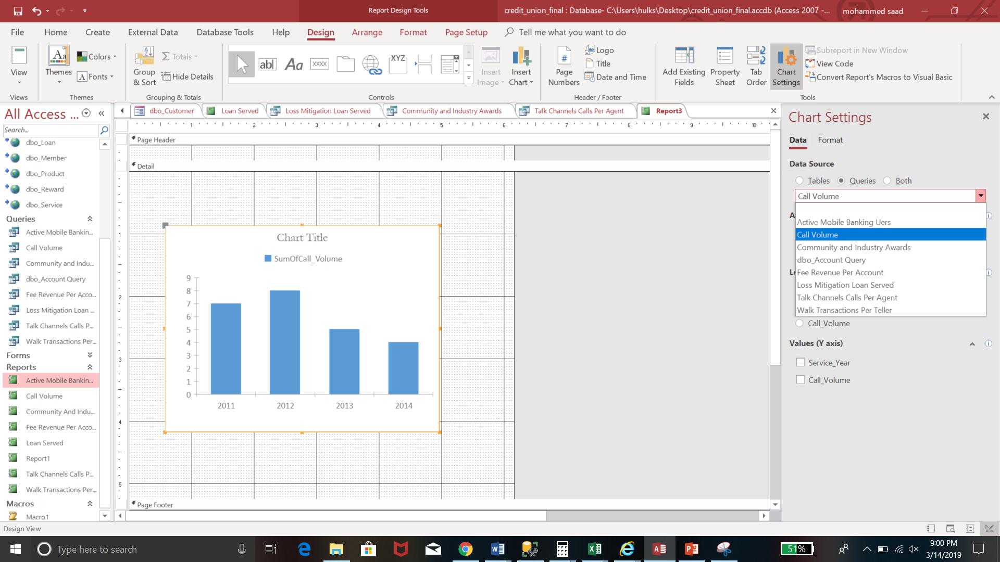 Report Design Tools
credit_union_final : Database- C:\Users\hulks\Desktop\credit_union_final.accdb (Access 2007 -...
mohammed saad
File Home Create External Data Database Tools Help Design Arrange Format Page Setup Tell me what you want to do
View
Views
Aa
Themes
Colors
Fonts
Themes
Group & Sort
Totals
Hide Details
Grouping & Totals
ab|
Aa
XXXX
XYZ
Controls
Insert Image
Insert Chart
#
Page Numbers
Logo
Title
Date and Time
Header / Footer
Add Existing Fields
Property Sheet
Tab Order
Chart Settings
Subreport in New Window
View Code
Convert Report's Macros to Visual Basic
Tools
All Access ...
Search...
dbo_Loan
dbo_Member
dbo_Product
dbo_Reward
dbo_Service
Queries
Active Mobile Bankin...
Call Volume
Community and Indu...
dbo_Account Query
Fee Revenue Per Acco...
Loss Mitigation Loan ...
Talk Channels Calls P...
Walk Transactions Per...
Forms
Reports
Active Mobile Bankin...
Call Volume
Community And Indu...
Fee Revenue Per Acco...
Loan Served
Report1
Talk Channels Calls P...
Walk Transactions Per...
Macros
Macro1
dbo_Customer Loan Served Loss Mitigation Loan Served Community and Industry Awards Talk Channels Calls Per Agent Report3
1 2 3 4 5 6 7 8 9 10
Page Header
Detail
1
2
3
4
5
Chart Title
SumOfCall_Volume
9
8
7
6
5
4
3
2
1
0
2011 2012 2013 2014
Page Footer
Chart Settings
Data Format
Data Source
Tables Queries Both
Call Volume
A
Active Mobile Banking Uers
Call Volume
Community and Industry Awards
dbo_Account Query
Le
Fee Revenue Per Account
Loss Mitigation Loan Served
Talk Channels Calls Per Agent
Walk Transactions Per Teller
Call_Volume
Values (Y axis)
Service_Year
Call_Volume
Design View
Type here to search
51%
9:00 PM
3/14/2019